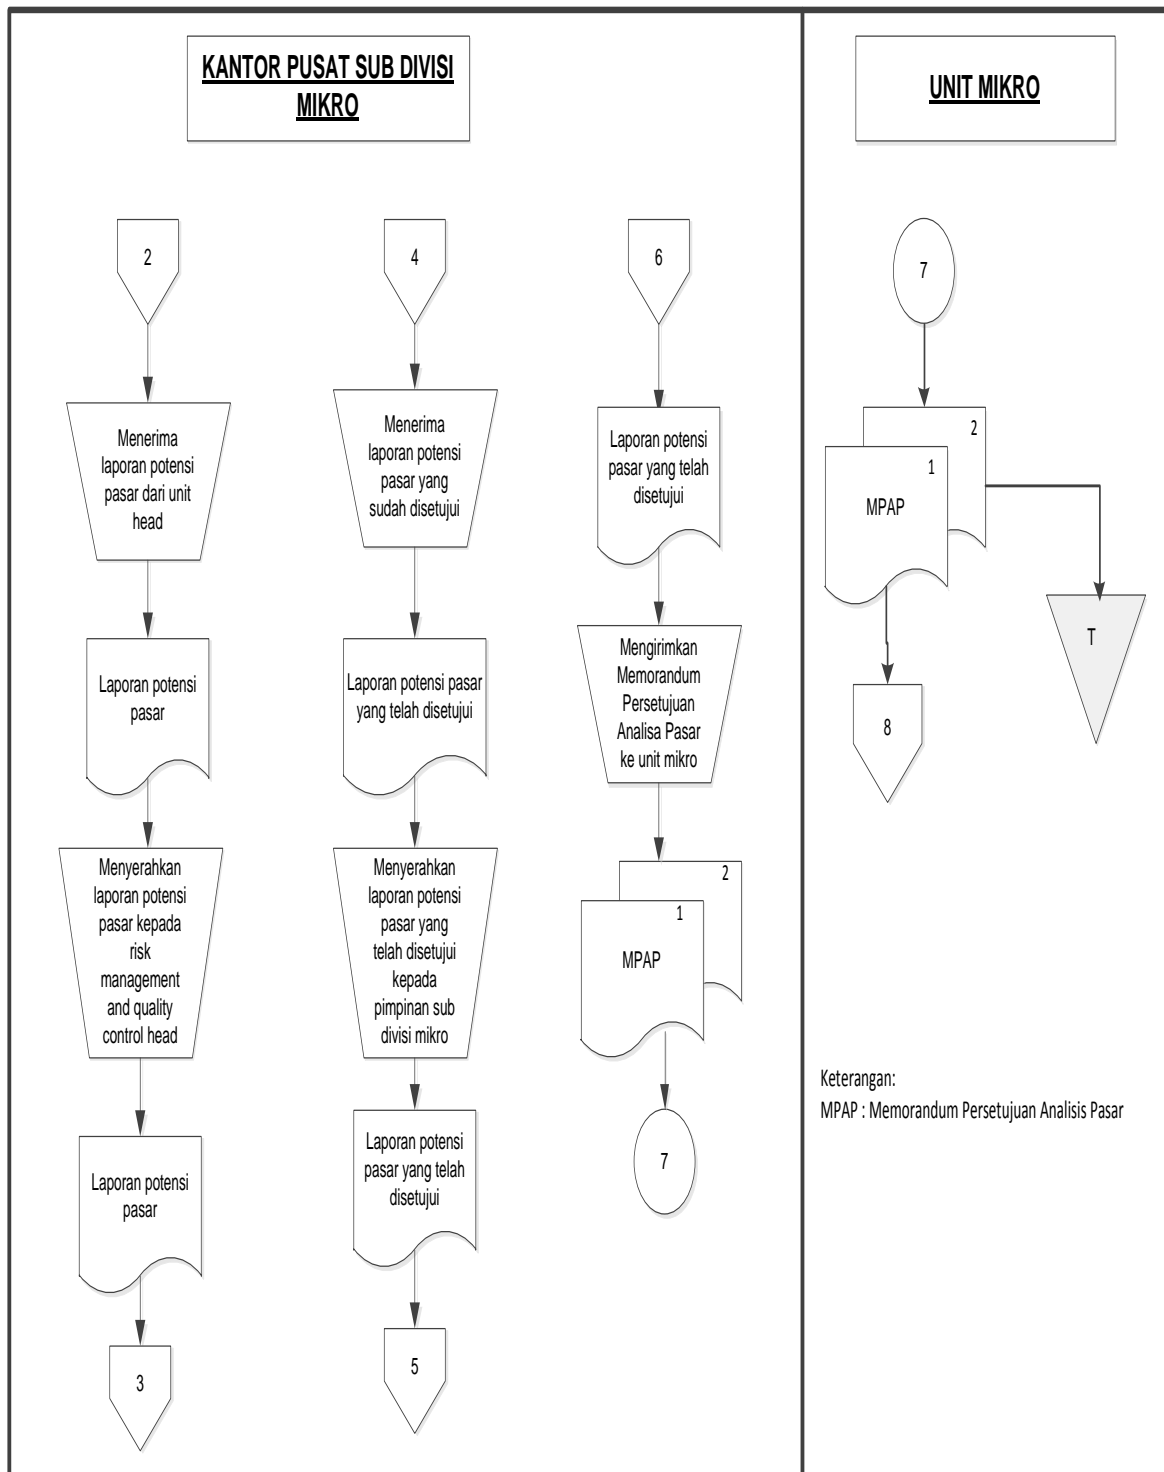 KANTOR PUSAT SUB DIVISI
MIKRO
2
Menerima
laporan potensi
pasar dari unit
head
Laporan potensi
pasar
Menyerahkan
laporan potensi
pasar kepada
risk
management
and quality
control head
Laporan potensi
pasar
3
4
Menerima
laporan potensi
pasar yang
sudah disetujui
Laporan potensi pasar
yang telah disetujui
Menyerahkan
laporan potensi
pasar yang
telah disetujui
kepada
pimpinan sub
divisi mikro
Laporan potensi
pasar yang telah
disetujui
5
6
Laporan potensi
pasar yang telah
disetujui
Mengirimkan
Memorandum
Persetujuan
Analisa Pasar
ke unit mikro
2
1
MPAP
7
UNIT MIKRO
7
2
1
MPAP
T
8
Keterangan:
MPAP : Memorandum Persetujuan Analisis Pasar